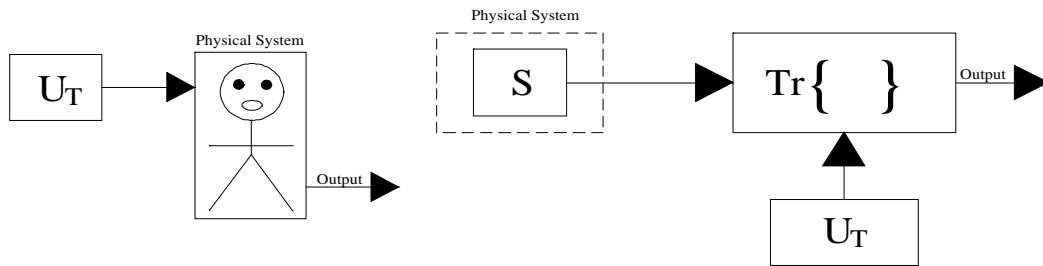 Physical System
U_T
Output
Physical System
S
Tr{ }
Output
U_T